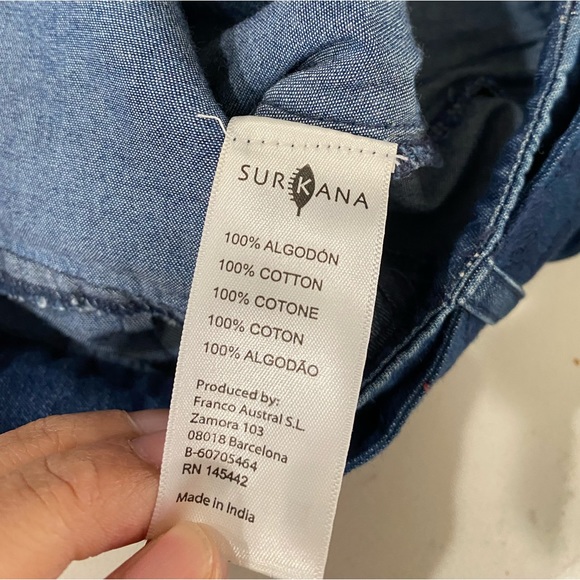 SURKANA
100% ALGODÓN
100% COTTON
100% COTONE
100% COTON
100% ALGODÃO
Produced by:
Franco Austral S.L.
Zamora 103
08018 Barcelona
B-60705464
RN 145442
Made in India